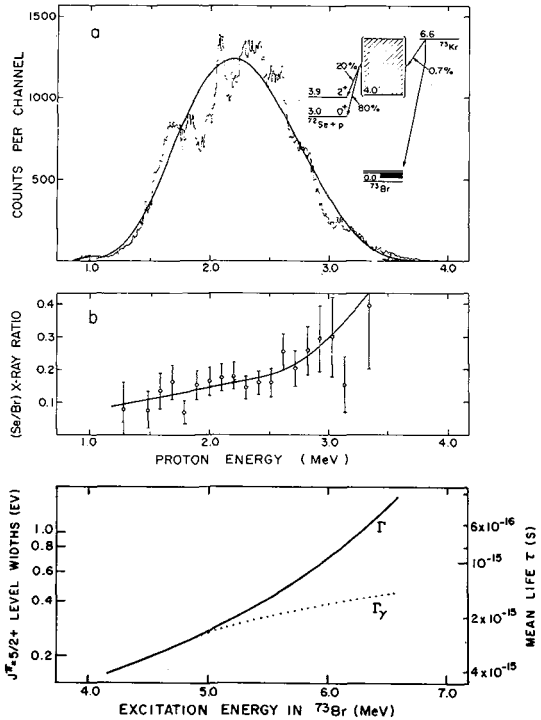 1500
1000
500
COUNTS PER CHANNEL
a
6.6
⁷³Kr
20%
0.7%
3.9 2⁺
4.0
3.0 0⁺
80%
⁷²Se+p
0.0
⁷³Br
1.0 2.0 3.0 4.0
b
0.4
0.3
0.2
0.1
(Se/Br) X-RAY RATIO
1.0 2.0 3.0 4.0
PROTON ENERGY (MeV)
1.0
0.8
0.6
0.4
0.2
Jᵖⁱ=5/2+ LEVEL WIDTHS (EV)
Γ
Γγ
6x10⁻¹⁶
10⁻¹⁵
2x10⁻¹⁵
4x10⁻¹⁵
MEAN LIFE τ (S)
4.0 5.0 6.0 7.0
EXCITATION ENERGY IN ⁷³Br (MeV)